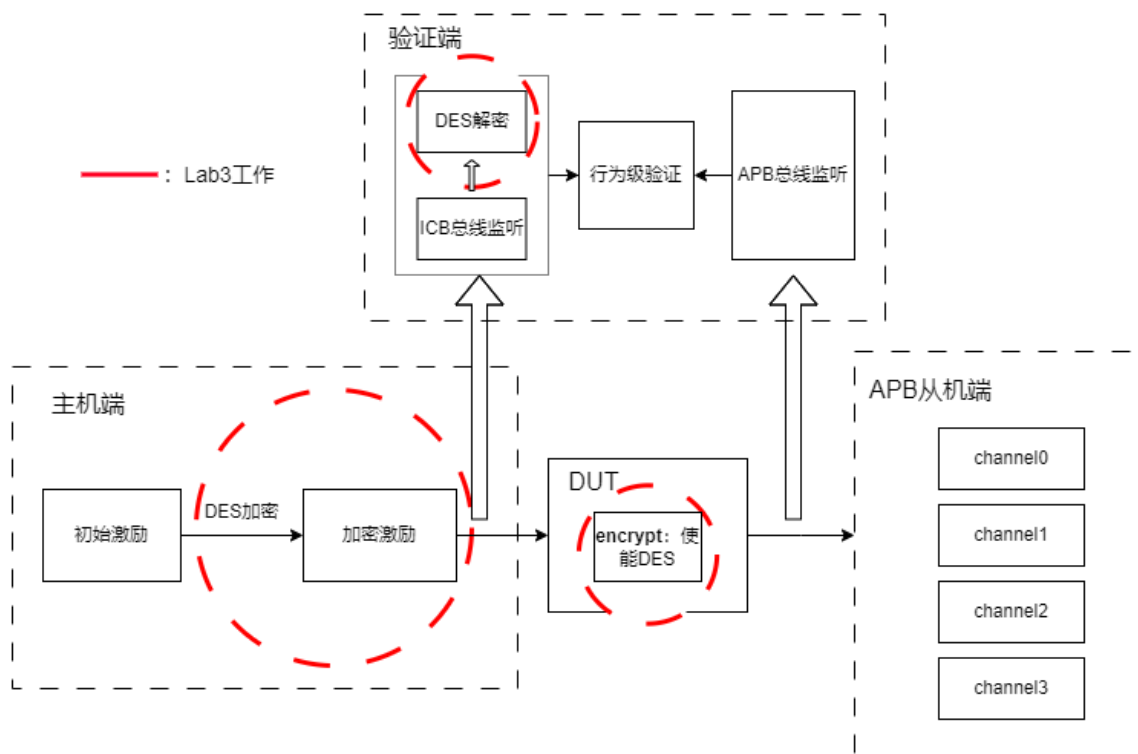 验证端
DES解密
ICB总线监听
行为级验证
APB总线监听
：Lab3工作
主机端
初始激励
DES加密
加密激励
DUT
encrypt：使
能DES
APB从机端
channel0
channel1
channel2
channel3